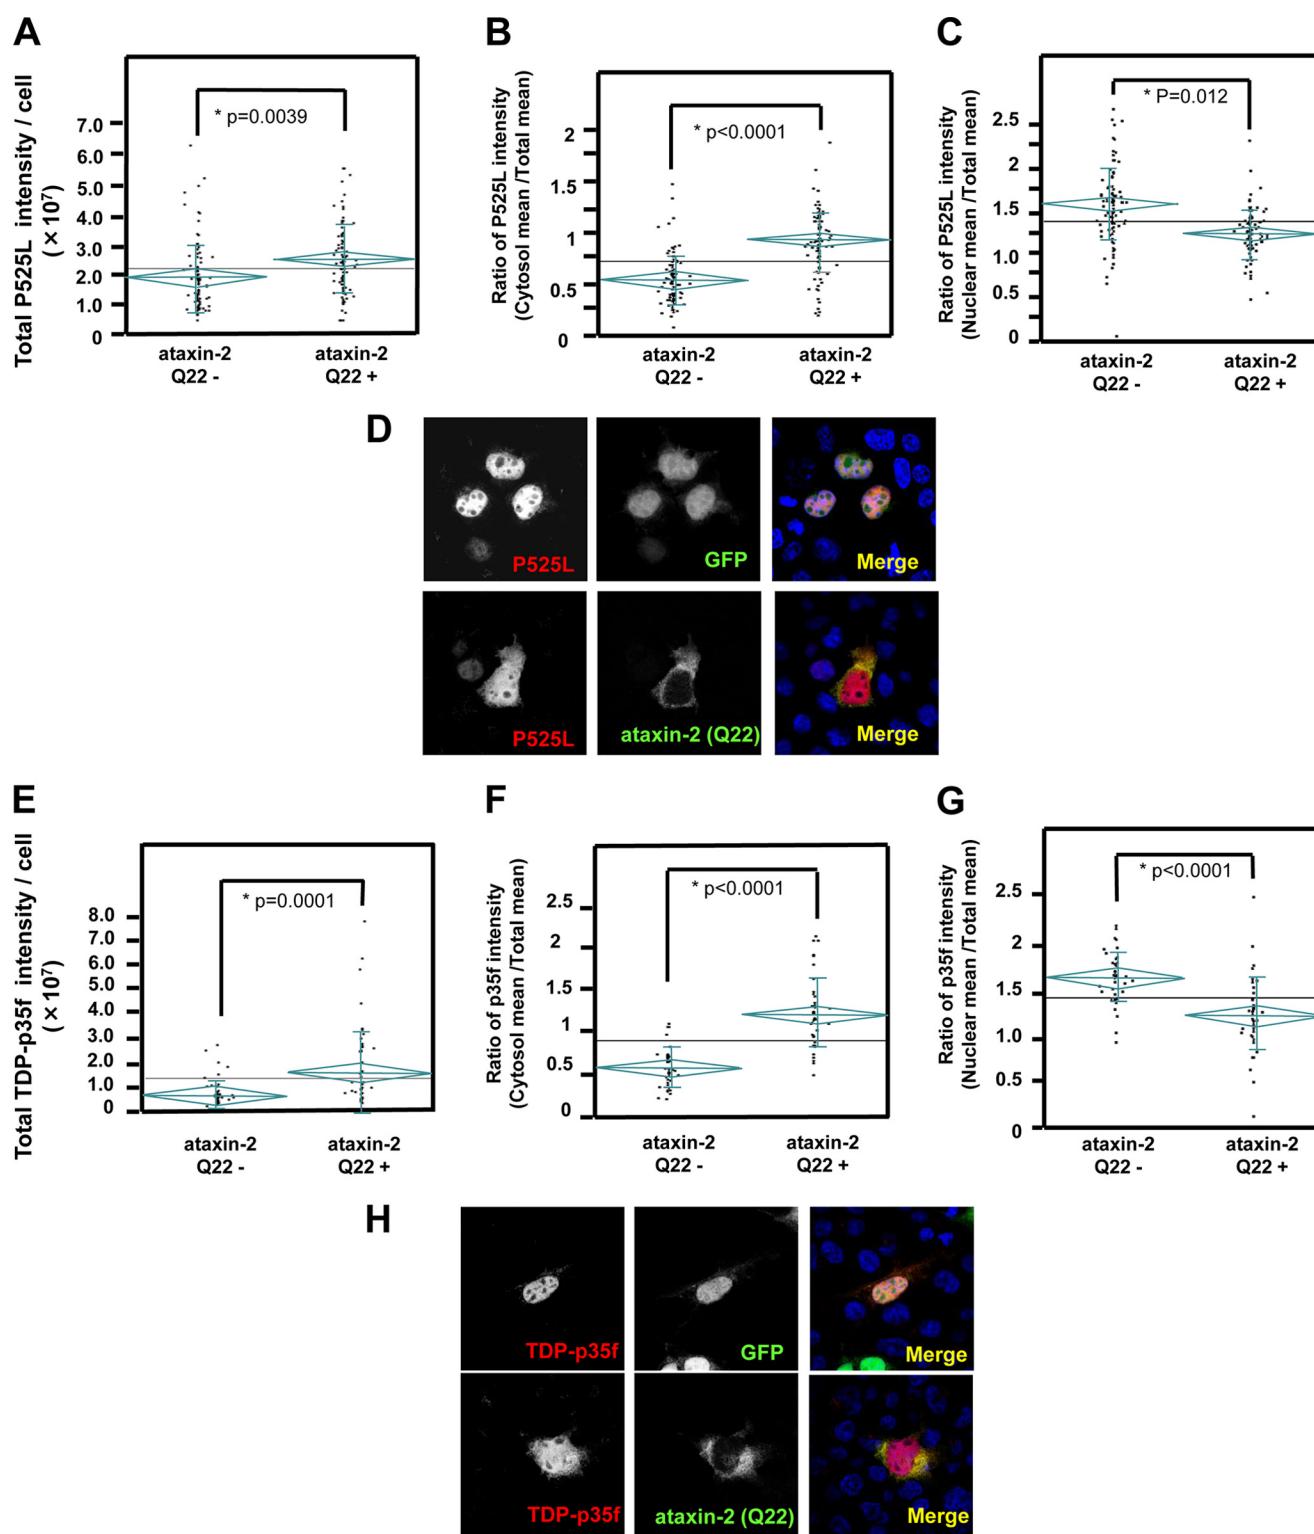 A
Total P525L intensity / cell
(×10⁷)
7.0
6.0
5.0
4.0
3.0
2.0
1.0
0
* p=0.0039
ataxin-2
Q22 -
ataxin-2
Q22 +
B
Ratio of P525L intensity
(Cytosol mean /Total mean)
2
1.5
1
0.5
0
* p<0.0001
ataxin-2
Q22 -
ataxin-2
Q22 +
C
Ratio of P525L intensity
(Nuclear mean /Total mean)
2.5
2
1.5
1
0.5
0
* P=0.012
ataxin-2
Q22 -
ataxin-2
Q22 +
D
P525L
GFP
Merge
P525L
ataxin-2 (Q22)
Merge
E
Total TDP-p35f intensity / cell
(×10⁷)
8.0
7.0
6.0
5.0
4.0
3.0
2.0
1.0
0
* p=0.0001
ataxin-2
Q22 -
ataxin-2
Q22 +
F
Ratio of p35f intensity
(Cytosol mean /Total mean)
2.5
2
1.5
1
0.5
0
* p<0.0001
ataxin-2
Q22 -
ataxin-2
Q22 +
G
Ratio of p35f intensity
(Nuclear mean /Total mean)
2.5
2
1.5
1.0
0.5
0
* p<0.0001
ataxin-2
Q22 -
ataxin-2
Q22 +
H
TDP-p35f
GFP
Merge
TDP-p35f
ataxin-2 (Q22)
Merge